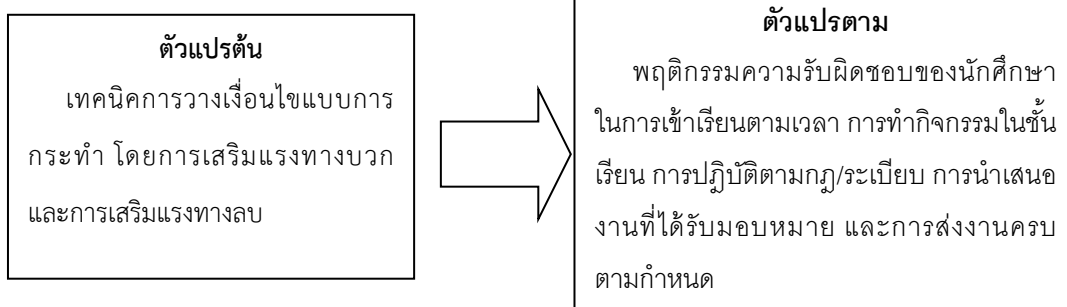 ตัวแปรต้น
เทคนิคการวางเงื่อนไขแบบการ
กระทำ โดยการเสริมแรงทางบวก
และการเสริมแรงทางลบ
ตัวแปรตาม
พฤติกรรมความรับผิดชอบของนักศึกษา
ในการเข้าเรียนตามเวลา การทำกิจกรรมในชั้น
เรียน การปฏิบัติตามกฎ/ระเบียบ การนำเสนอ
งานที่ได้รับมอบหมาย และการส่งงานครบ
ตามกำหนด